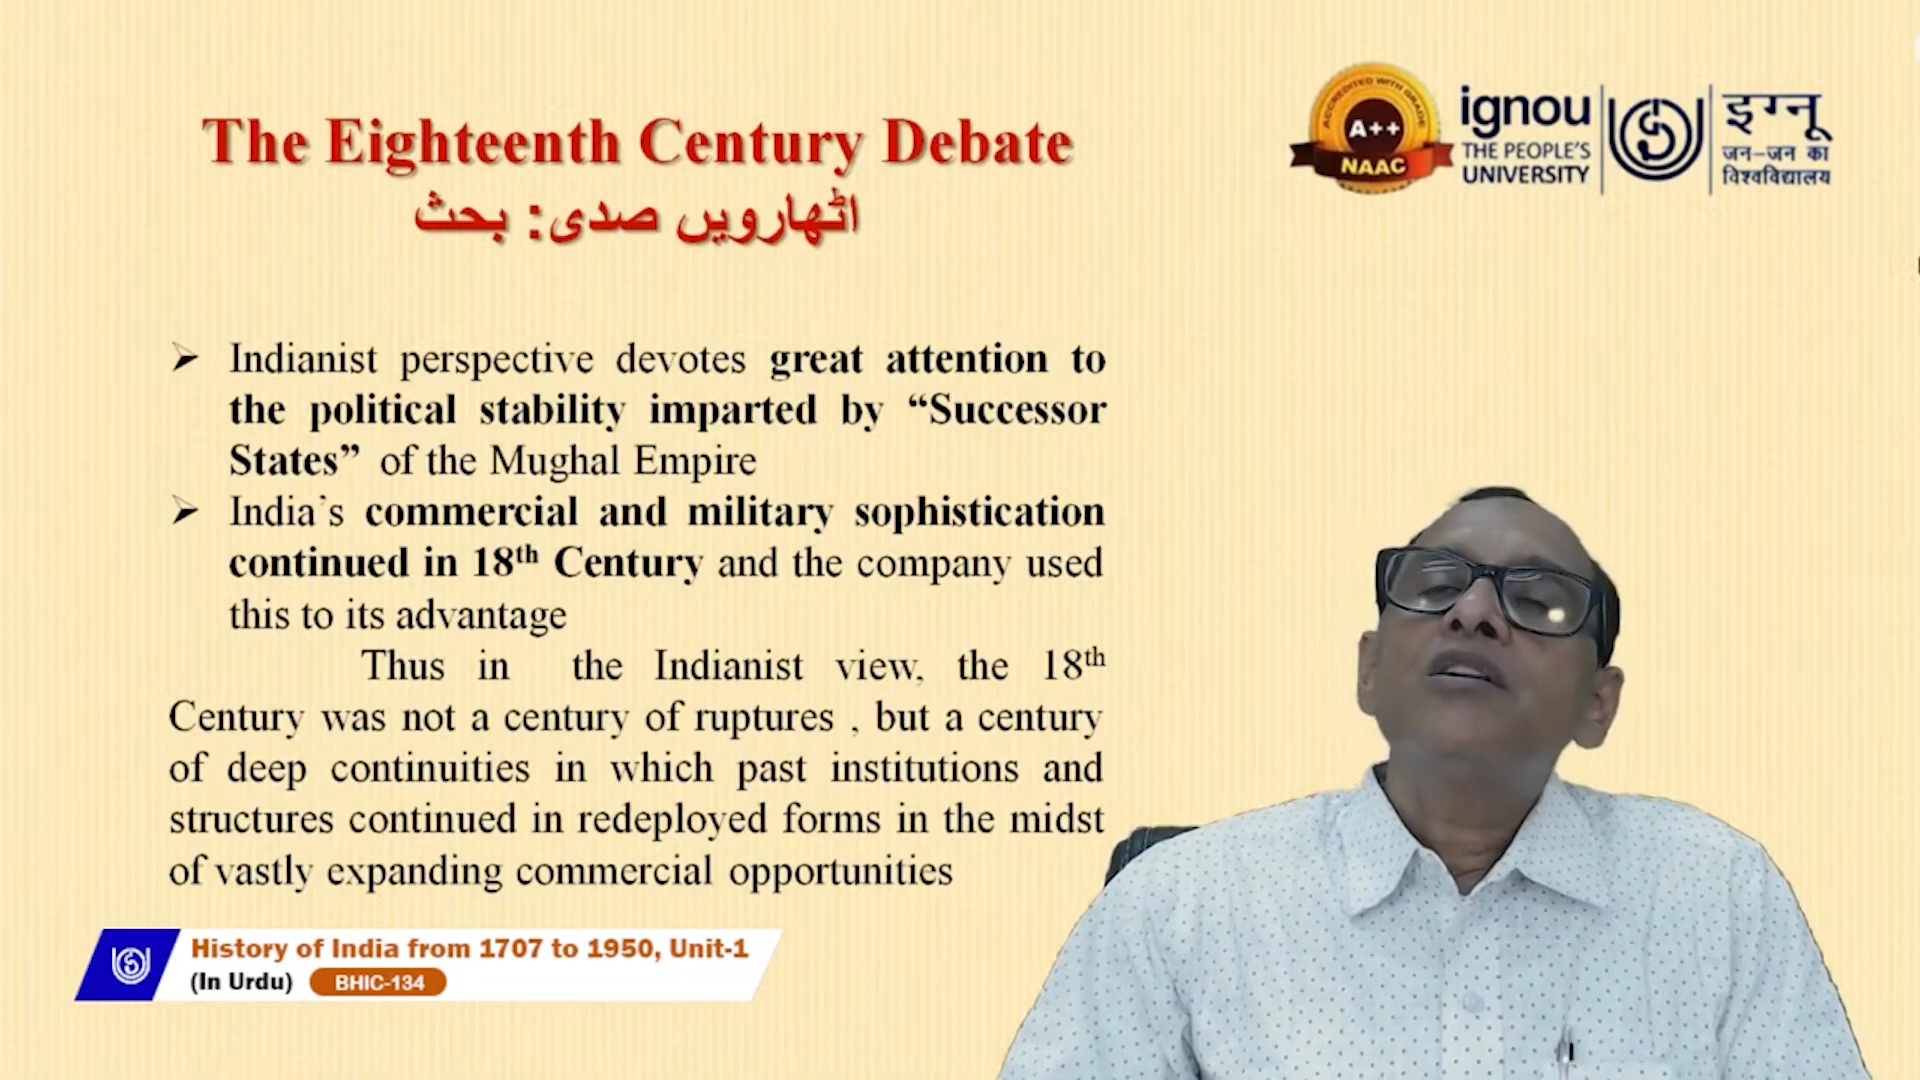 The Eighteenth Century Debate
اٹھارویں صدی: بحث
ACCREDITED WITH GRADE
A++
NAAC
ignou
THE PEOPLE'S
UNIVERSITY
इग्नू
जन-जन का
विश्वविद्यालय
➢ Indianist perspective devotes great attention to
the political stability imparted by “Successor
States” of the Mughal Empire
➢ India's commercial and military sophistication
continued in 18th Century and the company used
this to its advantage
Thus in the Indianist view, the 18th
Century was not a century of ruptures , but a century
of deep continuities in which past institutions and
structures continued in redeployed forms in the midst
of vastly expanding commercial opportunities
History of India from 1707 to 1950, Unit-1
(In Urdu) BHIC-134